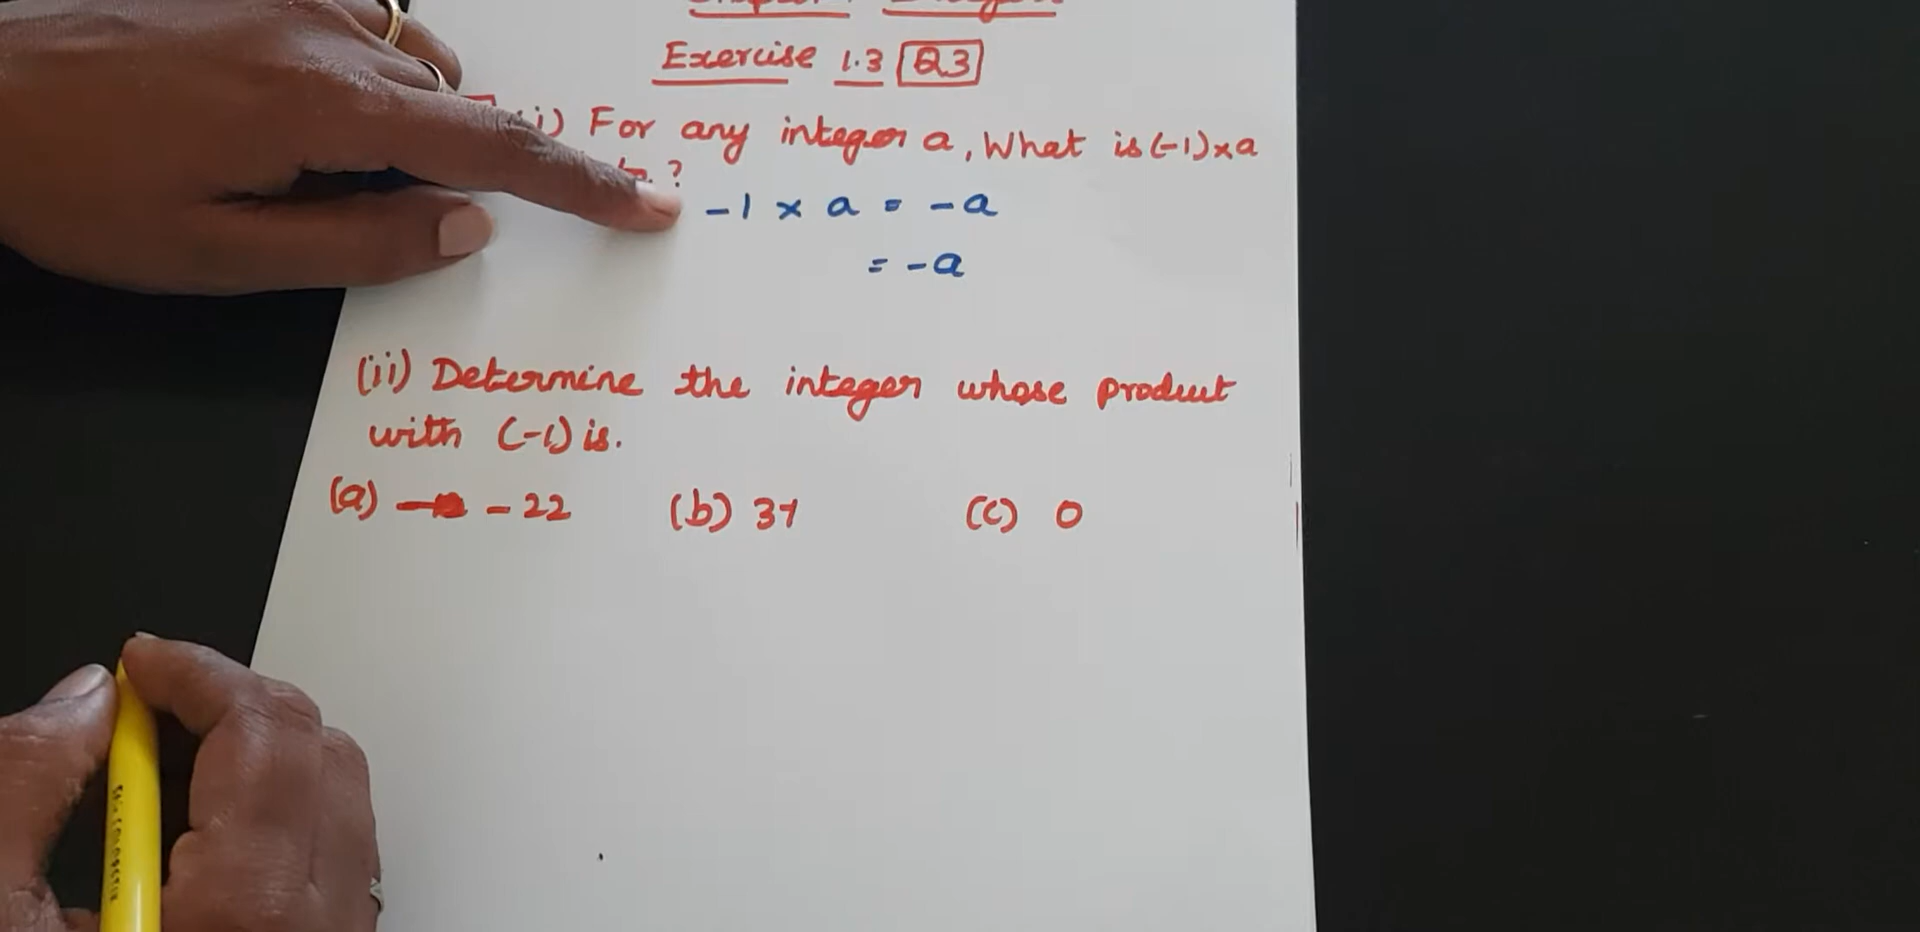 Exercise 1.3 Q3
i) For any integer a, What is (-1)×a
?
-1 × a = -a
= -a
(ii) Determine the integer whose product
with (-1) is.
(a) - 22 (b) 37 (c) 0